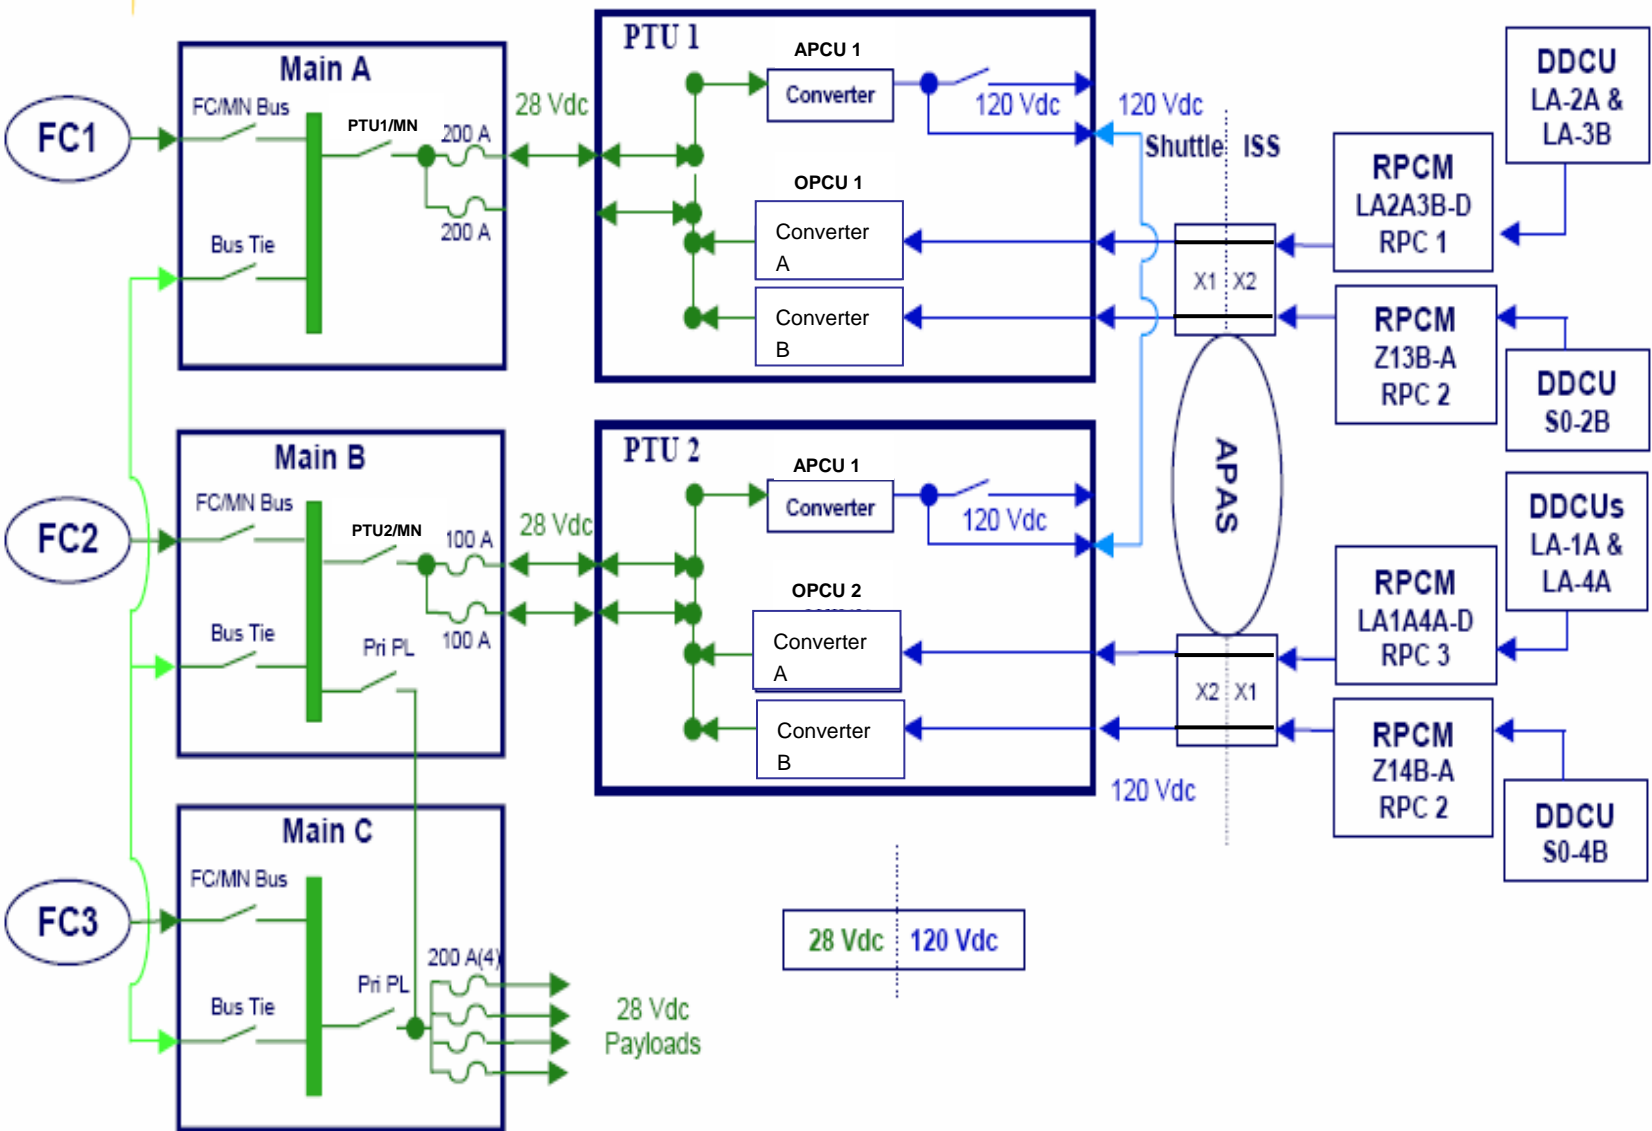 Main A
FC/MN Bus
PTU1/MN
200 A
200 A
Bus Tie
FC1
28 Vdc
PTU 1
APCU 1
Converter
120 Vdc
120 Vdc
OPCU 1
Converter
A
Converter
B
Shuttle
ISS
X1
X2
RPCM
LA2A3B-D
RPC 1
DDCU
LA-2A &
LA-3B
RPCM
Z13B-A
RPC 2
DDCU
S0-2B
APAS
Main B
FC/MN Bus
PTU2/MN
100 A
100 A
Bus Tie
Pri PL
FC2
28 Vdc
PTU 2
APCU 1
Converter
120 Vdc
OPCU 2
Converter
A
Converter
B
120 Vdc
X2
X1
RPCM
LA1A4A-D
RPC 3
DDCUs
LA-1A &
LA-4A
RPCM
Z14B-A
RPC 2
DDCU
S0-4B
Main C
FC/MN Bus
200 A(4)
Pri PL
Bus Tie
FC3
28 Vdc
Payloads
28 Vdc
120 Vdc